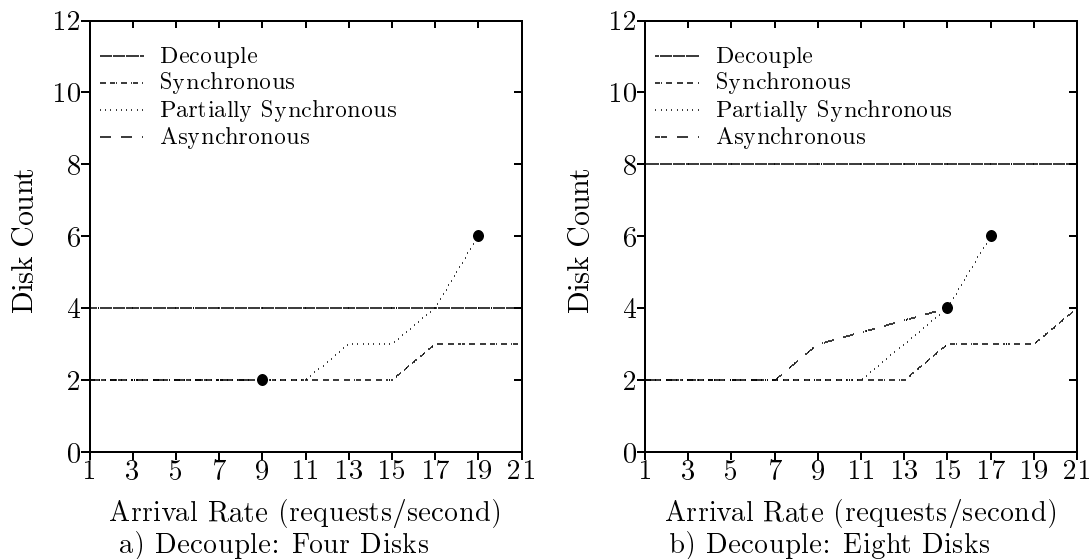 12
10
8
6
4
2
0
Disk Count
Decouple
Synchronous
Partially Synchronous
Asynchronous
1 3 5 7 9 11 13 15 17 19 21
Arrival Rate (requests/second)
a) Decouple: Four Disks
12
10
8
6
4
2
0
Disk Count
Decouple
Synchronous
Partially Synchronous
Asynchronous
1 3 5 7 9 11 13 15 17 19 21
Arrival Rate (requests/second)
b) Decouple: Eight Disks